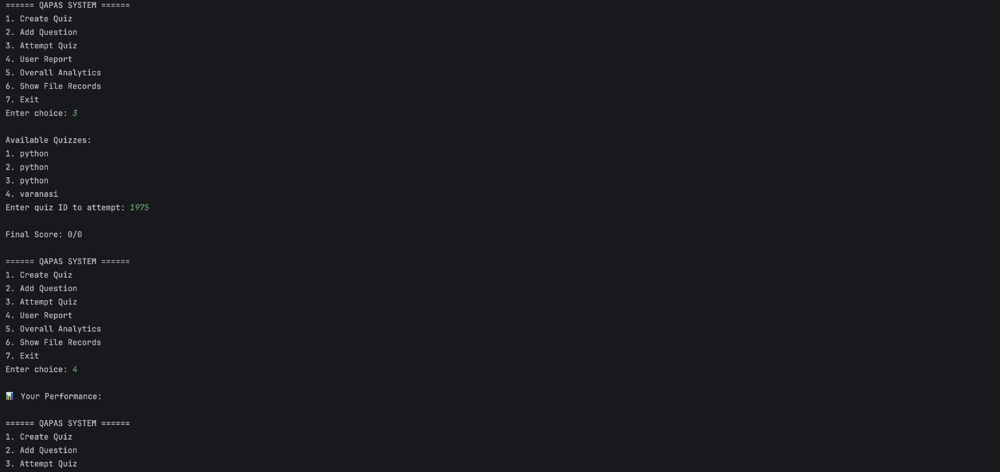 ====== QAPAS SYSTEM ======
1. Create Quiz
2. Add Question
3. Attempt Quiz
4. User Report
5. Overall Analytics
6. Show File Records
7. Exit
Enter choice: 3
Available Quizzes:
1. python
2. python
3. python
4. varanasi
Enter quiz ID to attempt: 1975
Final Score: 0/0
====== QAPAS SYSTEM ======
1. Create Quiz
2. Add Question
3. Attempt Quiz
4. User Report
5. Overall Analytics
6. Show File Records
7. Exit
Enter choice: 4
📊 Your Performance:
====== QAPAS SYSTEM ======
1. Create Quiz
2. Add Question
3. Attempt Quiz